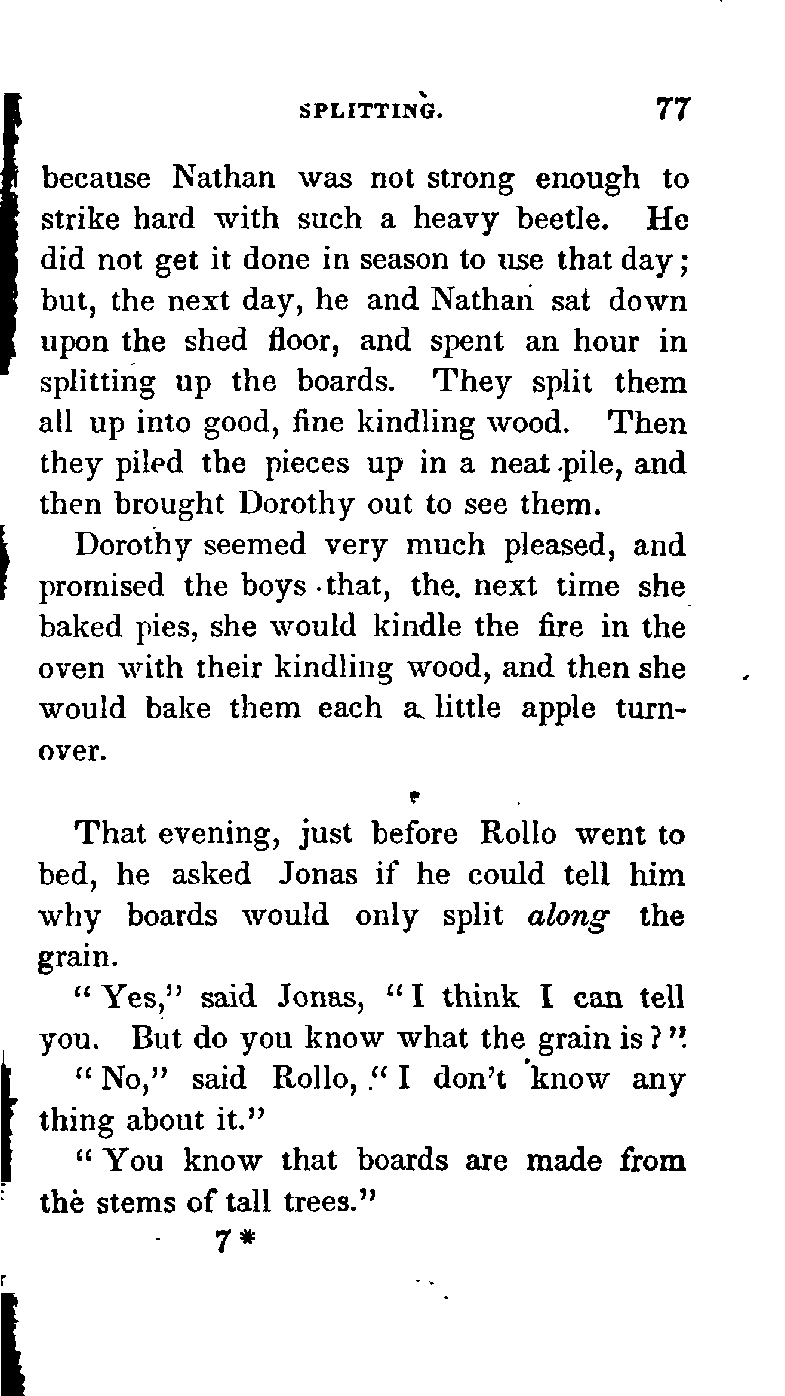 SPLITTING. 77
because Nathan was not strong enough to
strike hard with such a heavy beetle. He
did not get it done in season to use that day;
but, the next day, he and Nathan sat down
upon the shed floor, and spent an hour in
splitting up the boards. They split them
all up into good, fine kindling wood. Then
they piled the pieces up in a neat pile, and
then brought Dorothy out to see them.
Dorothy seemed very much pleased, and
promised the boys that, the next time she
baked pies, she would kindle the fire in the
oven with their kindling wood, and then she
would bake them each a little apple turn-
over.
That evening, just before Rollo went to
bed, he asked Jonas if he could tell him
why boards would only split along the
grain.
"Yes," said Jonas, "I think I can tell
you. But do you know what the grain is?"
"No," said Rollo, "I don't know any
thing about it."
"You know that boards are made from
the stems of tall trees."
7*